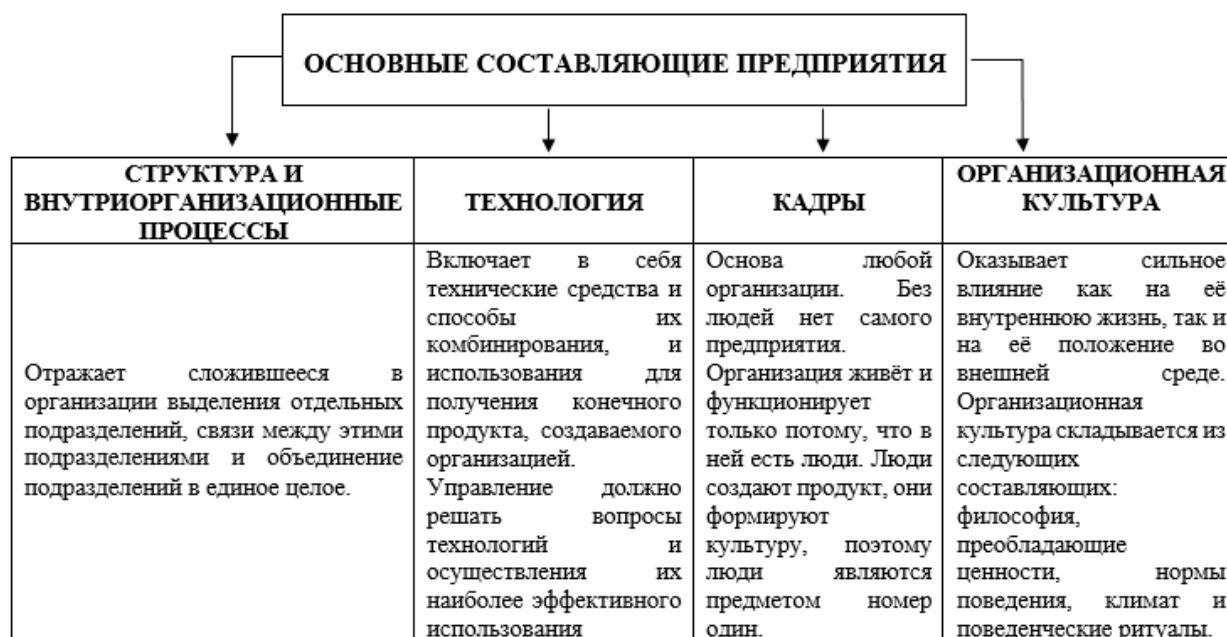 ОСНОВНЫЕ СОСТАВЛЯЮЩИЕ ПРЕДПРИЯТИЯ
СТРУКТУРА И
ВНУТРИОРГАНИЗАЦИОННЫЕ
ПРОЦЕССЫ
Отражает сложившееся в
организации выделения отдельных
подразделений, связи между этими
подразделениями и объединение
подразделений в единое целое.
ТЕХНОЛОГИЯ
Включает в себя
технические средства и
способы их
комбинирования, и
использования для
получения конечного
продукта, создаваемого
организацией.
Управление должно
решать вопросы
технологий и
осуществления их
наиболее эффективного
использования
КАДРЫ
Основа любой
организации. Без
людей нет самого
предприятия.
Организация живёт и
функционирует
только потому, что в
ней есть люди. Люди
создают продукт, они
формируют
культуру, поэтому
люди являются
предметом номер
один.
ОРГАНИЗАЦИОННАЯ
КУЛЬТУРА
Оказывает сильное
влияние как на её
внутреннюю жизнь, так и
на её положение во
внешней среде.
Организационная
культура складывается из
следующих
составляющих:
философия,
преобладающие
ценности, нормы
поведения, климат и
поведенческие ритуалы.